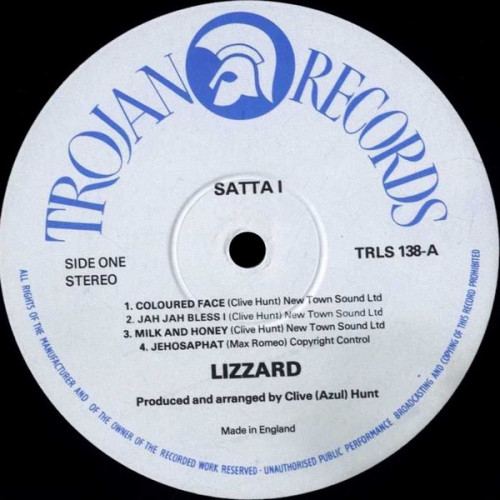 TROJAN RECORDS
SATTA I
SIDE ONE
STEREO
TRLS 138-A
1. COLOURED FACE (Clive Hunt) New Town Sound Ltd
2. JAH JAH BLESS I (Clive Hunt) New Town Sound Ltd
3. MILK AND HONEY (Clive Hunt) New Town Sound Ltd
4. JEHOSAPHAT (Max Romeo) Copyright Control
LIZZARD
Produced and arranged by Clive (Azul) Hunt
Made in England
ALL RIGHTS OF THE MANUFACTURER AND OF THE OWNER OF THE RECORDED WORK RESERVED - UNAUTHORISED PUBLIC PERFORMANCE BROADCASTING AND COPYING OF THIS RECORD PROHIBITED